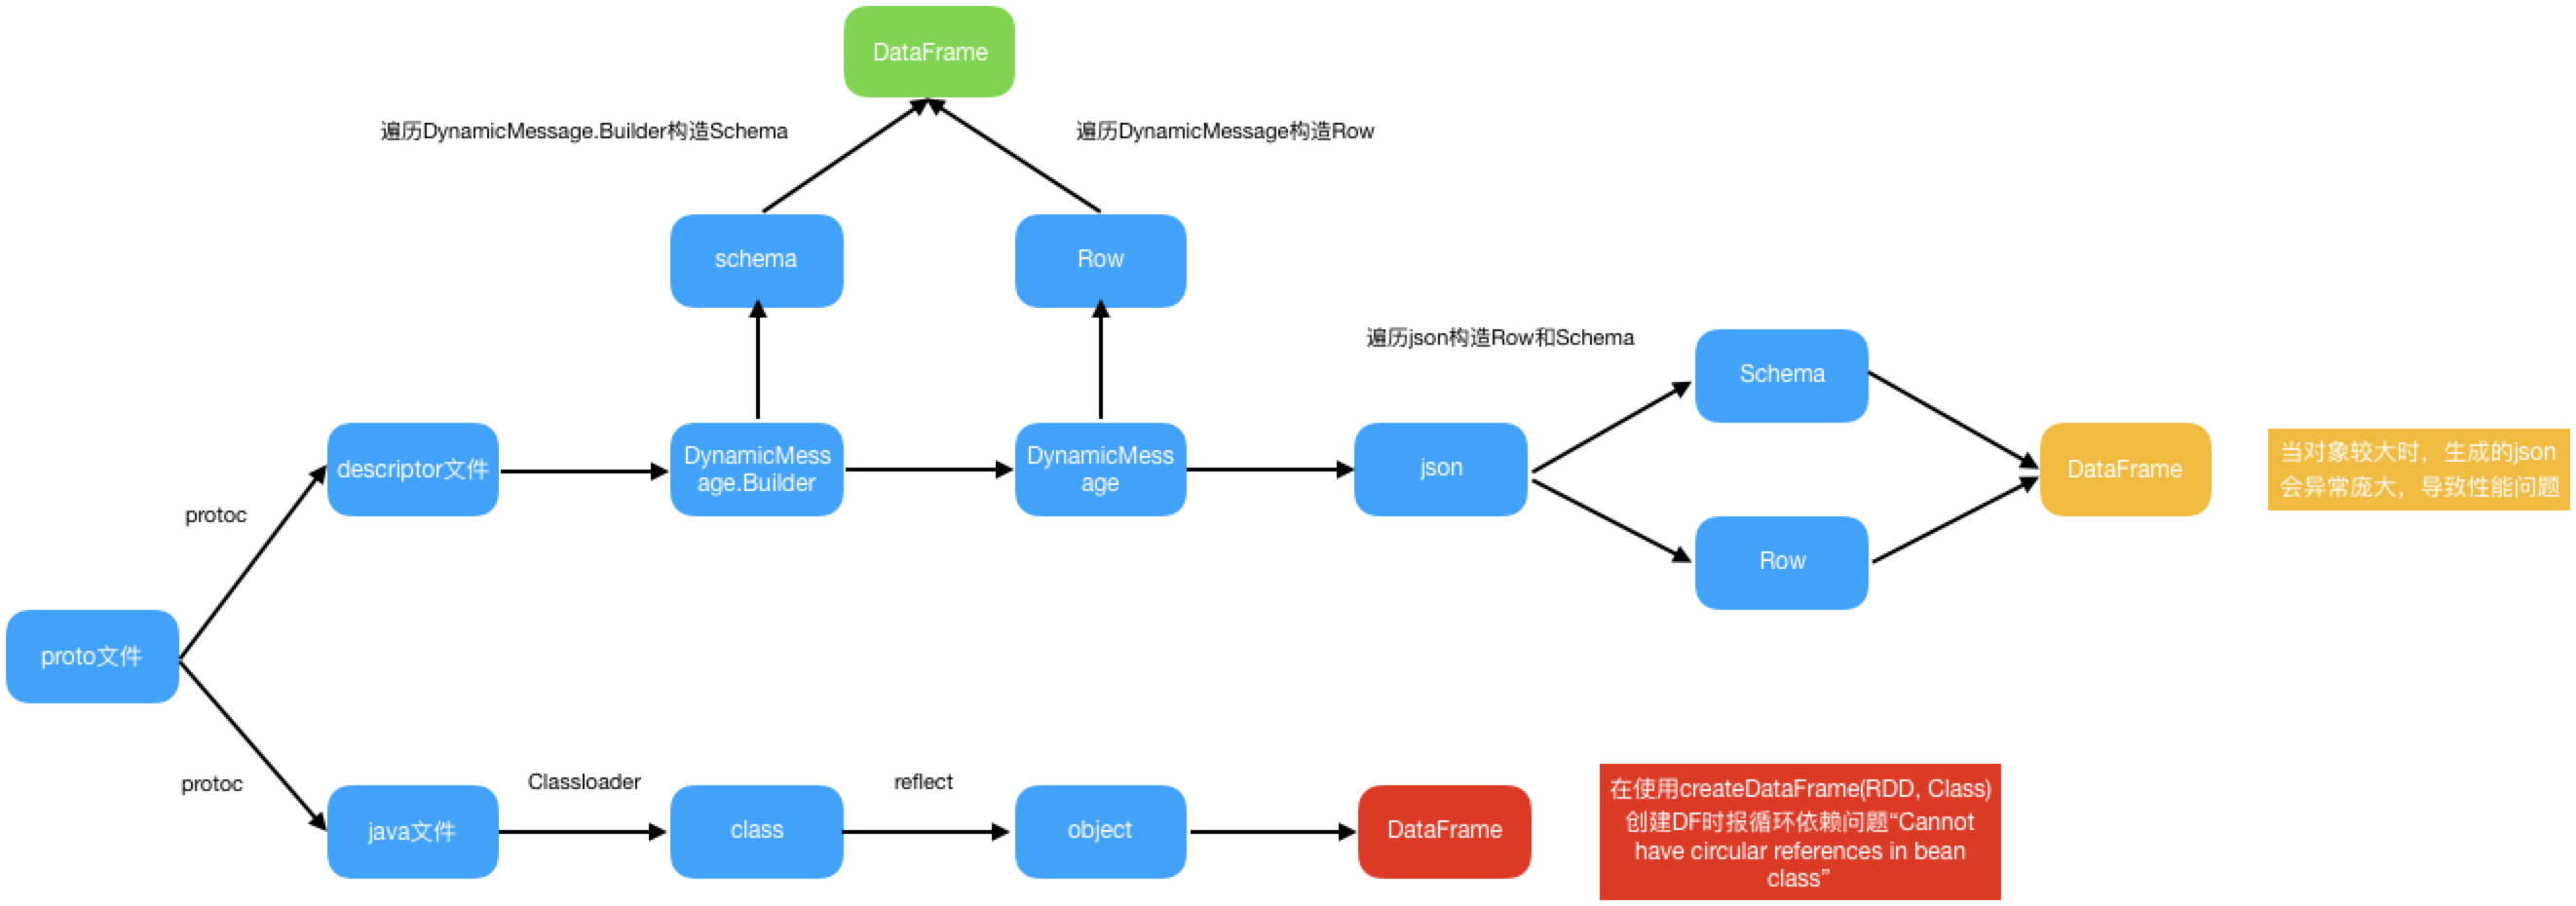 DataFrame
遍历DynamicMessage.Builder构造Schema
遍历DynamicMessage构造Row
schema
Row
遍历json构造Row和Schema
Schema
descriptor文件
DynamicMess
age.Builder
DynamicMess
age
json
DataFrame
当对象较大时，生成的json
会异常庞大，导致性能问题
protoc
Row
proto文件
protoc
java文件
Classloader
class
reflect
object
DataFrame
在使用createDataFrame(RDD, Class)
创建DF时报循环依赖问题“Cannot
have circular references in bean
class”